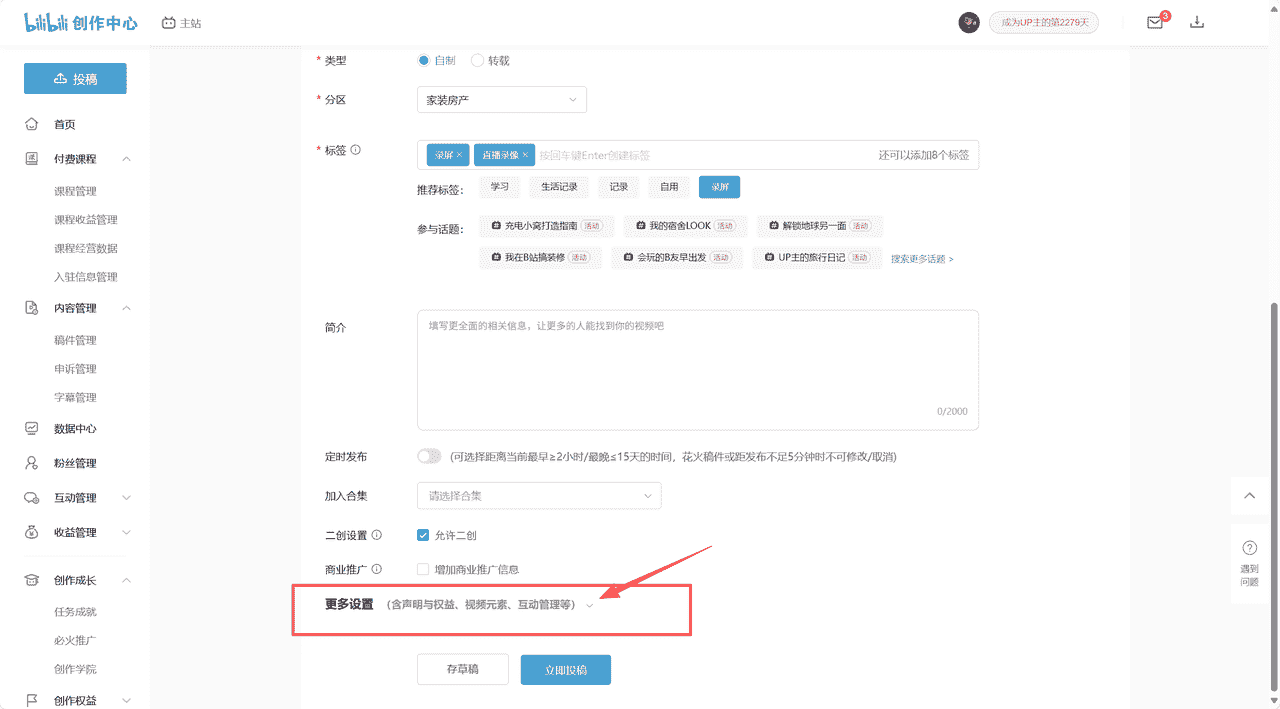 bilibili 创作中心
主站
成为UP主的第2279天
3
投稿
首页
付费课程
课程管理
课程收益管理
课程经营数据
入驻信息管理
内容管理
稿件管理
申诉管理
字幕管理
数据中心
粉丝管理
互动管理
收益管理
创作成长
任务成就
必火推广
创作学院
创作权益
* 类型 自制 转载
* 分区 家装房产
* 标签 录屏 × 直播录像 × 按回车键Enter创建标签 还可以添加8个标签
推荐标签: 学习 生活记录 记录 自用 录屏
参与话题: 充电小窝打造指南 活动 我的宿舍LOOK 活动 解锁地球另一面 活动
我在B站搞装修 活动 会玩的B友早出发 活动 UP主的旅行日记 活动 搜索更多话题 >
简介 填写更全面的相关信息,让更多的人能找到你的视频吧
0/2000
定时发布 (可选择距离当前最早≥2小时/最晚≤15天的时间,花火稿件或距发布不足5分钟时不可修改/取消)
加入合集 请选择合集
二创设置 允许二创
商业推广 增加商业推广信息
更多设置 (含声明与权益、视频元素、互动管理等)
存草稿 立即投稿
遇到
问题